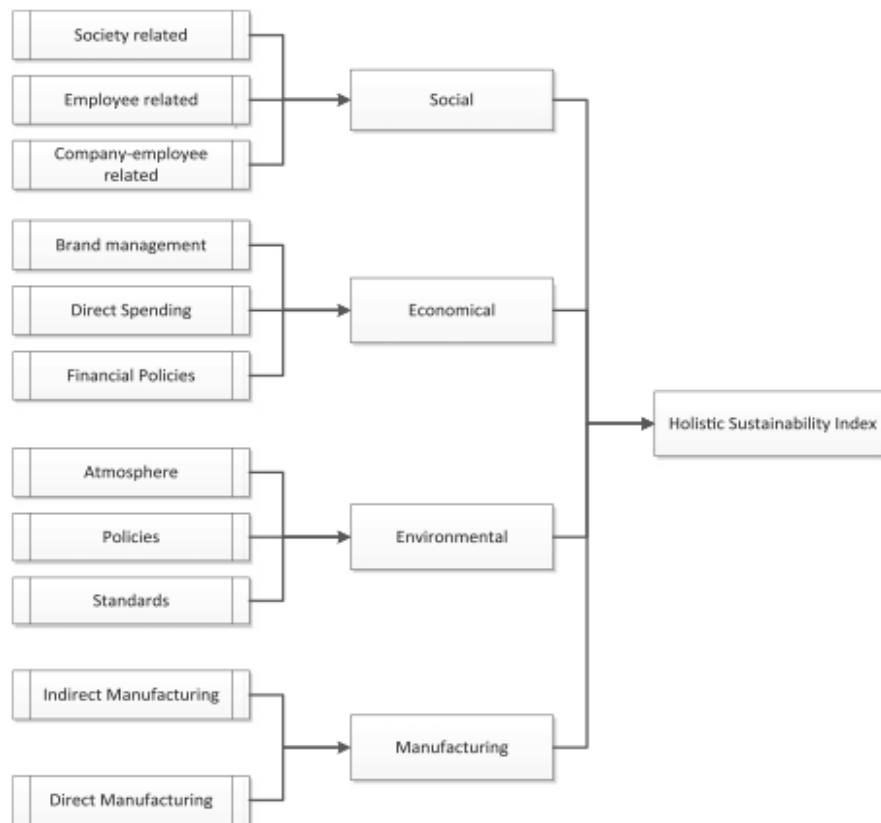 Society related
Employee related
Company-employee
related
Social
Brand management
Direct Spending
Financial Policies
Economical
Atmosphere
Policies
Standards
Environmental
Indirect Manufacturing
Direct Manufacturing
Manufacturing
Holistic Sustainability Index